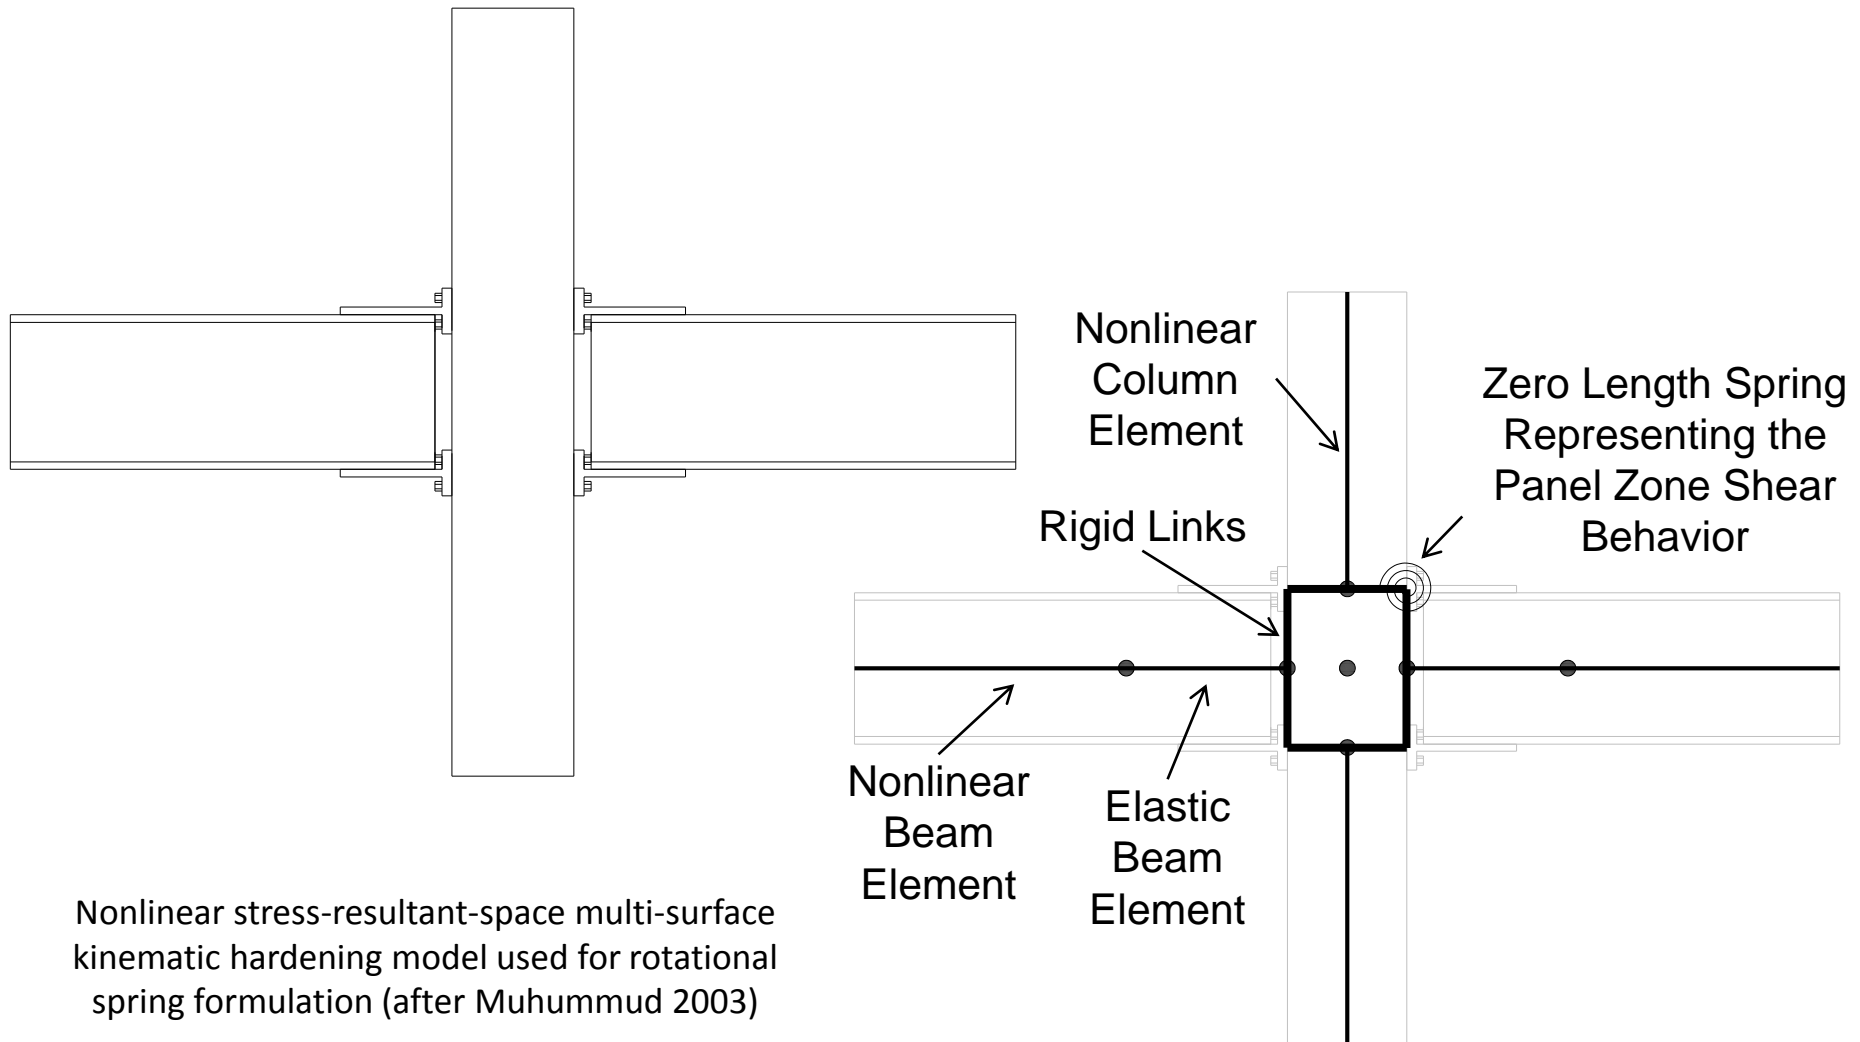 Nonlinear
Column
Element
Zero Length Spring
Representing the
Panel Zone Shear
Behavior
Rigid Links
Nonlinear
Beam
Element
Elastic
Beam
Element
Nonlinear stress-resultant-space multi-surface
kinematic hardening model used for rotational
spring formulation (after Muhummud 2003)